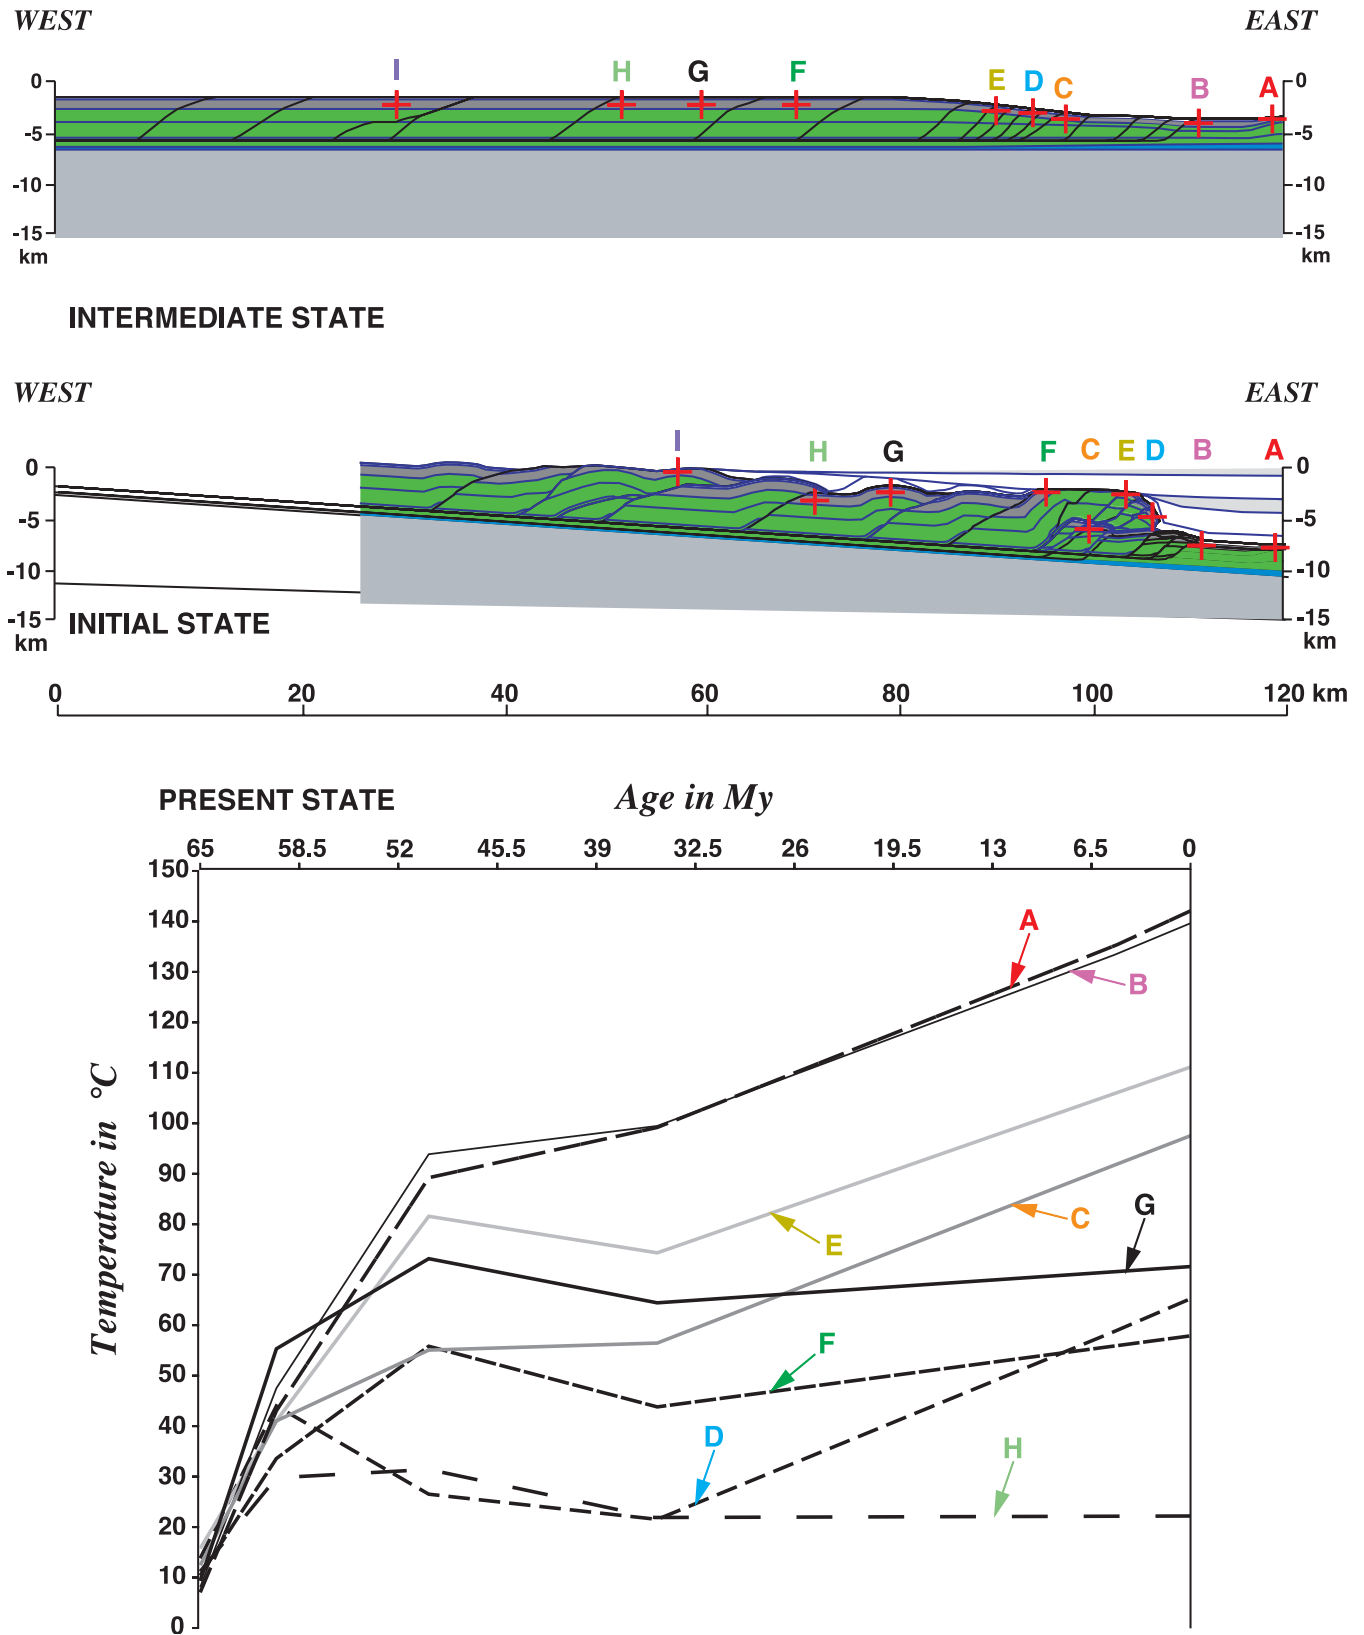 WEST EAST
I H G F E D C B A
0 0
-5 -5
-10 -10
-15 -15
km km
INTERMEDIATE STATE
WEST EAST
I H G F C E D B A
0 0
-5 -5
-10 -10
-15 -15
km km
INITIAL STATE
0 20 40 60 80 100 120 km
PRESENT STATE Age in My
65 58.5 52 45.5 39 32.5 26 19.5 13 6.5 0
150
140
130
120
110
100
90
80
70
60
50
40
30
20
10
0
Temperature in °C
A
B
G
C
E
F
D
H